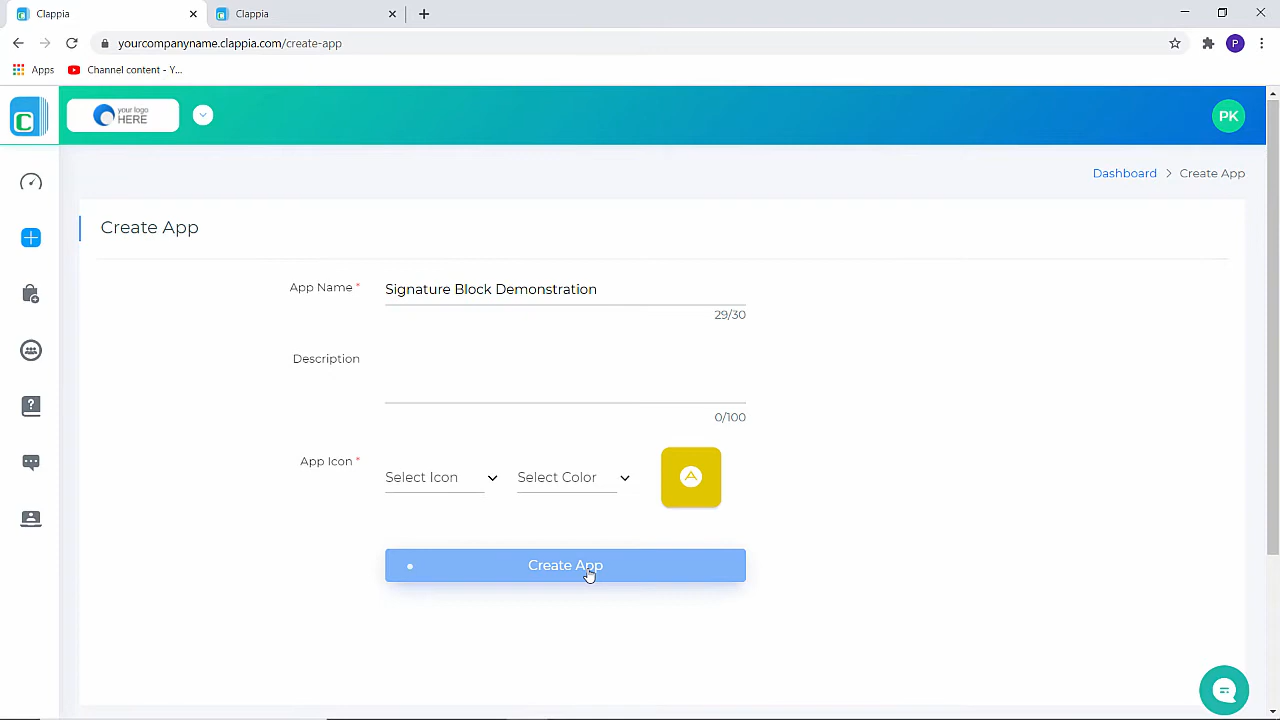 Clappia
Clappia
yourcompanyname.clappia.com/create-app
P
Apps
Channel content - Y...
C
your logo
HERE
PK
Dashboard > Create App
Create App
App Name *
Signature Block Demonstration
29/30
Description
0/100
App Icon *
Select Icon
Select Color
A
Create App